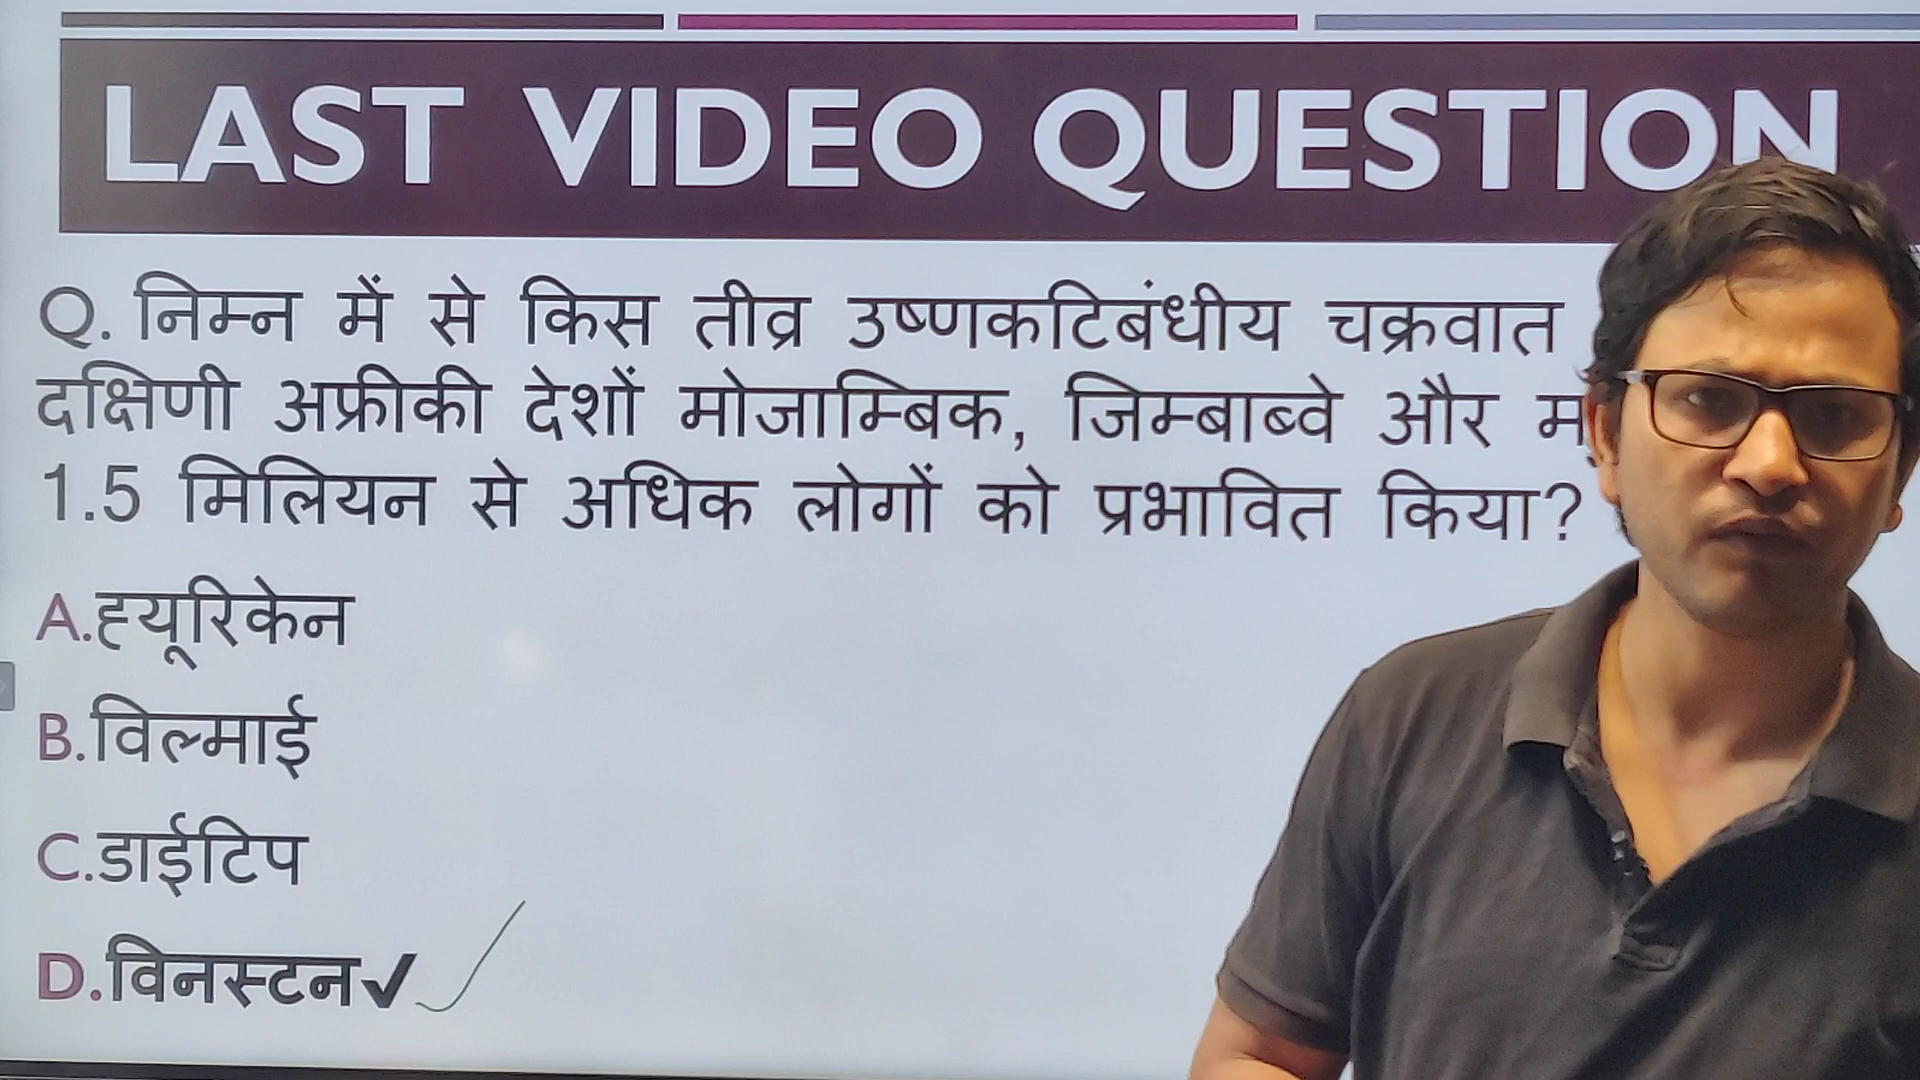 LAST VIDEO QUESTION
Q. निम्न में से किस तीव्र उष्णकटिबंधीय चक्रवात
दक्षिणी अफ्रीकी देशों मोजाम्बिक, जिम्बाब्वे और
1.5 मिलियन से अधिक लोगों को प्रभावित किया?
A.ह्यूरिकेन
B.विल्माई
C.डाईटिप
D.विनस्टन✓